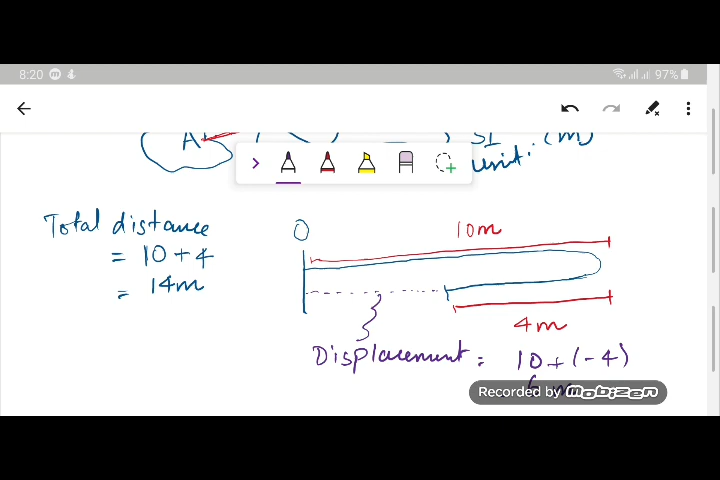 8:20 97%
A SI (m)
unit:
Total distance
= 10 + 4
= 14m
O
10m
4m
Displacement = 10 + (-4)
Recorded by mobizen